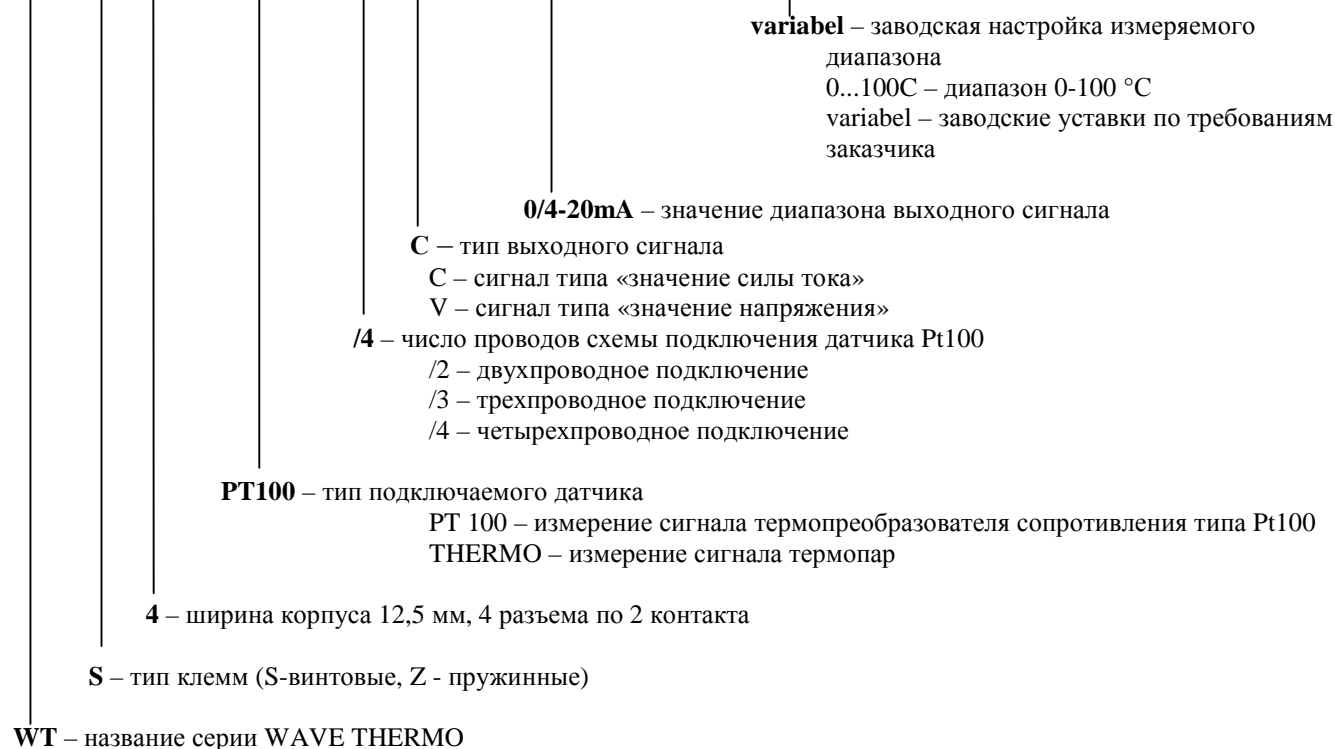 variabel – заводская настройка измеряемого
диапазона
0...100C – диапазон 0-100 °C
variabel – заводские уставки по требованиям
заказчика
0/4-20mA – значение диапазона выходного сигнала
C – тип выходного сигнала
C – сигнал типа «значение силы тока»
V – сигнал типа «значение напряжения»
/4 – число проводов схемы подключения датчика Pt100
/2 – двухпроводное подключение
/3 – трехпроводное подключение
/4 – четырехпроводное подключение
PT100 – тип подключаемого датчика
PT 100 – измерение сигнала термопреобразователя сопротивления типа Pt100
THERMO – измерение сигнала термопар
4 – ширина корпуса 12,5 мм, 4 разъема по 2 контакта
S – тип клемм (S-винтовые, Z - пружинные)
WT – название серии WAVE THERMO